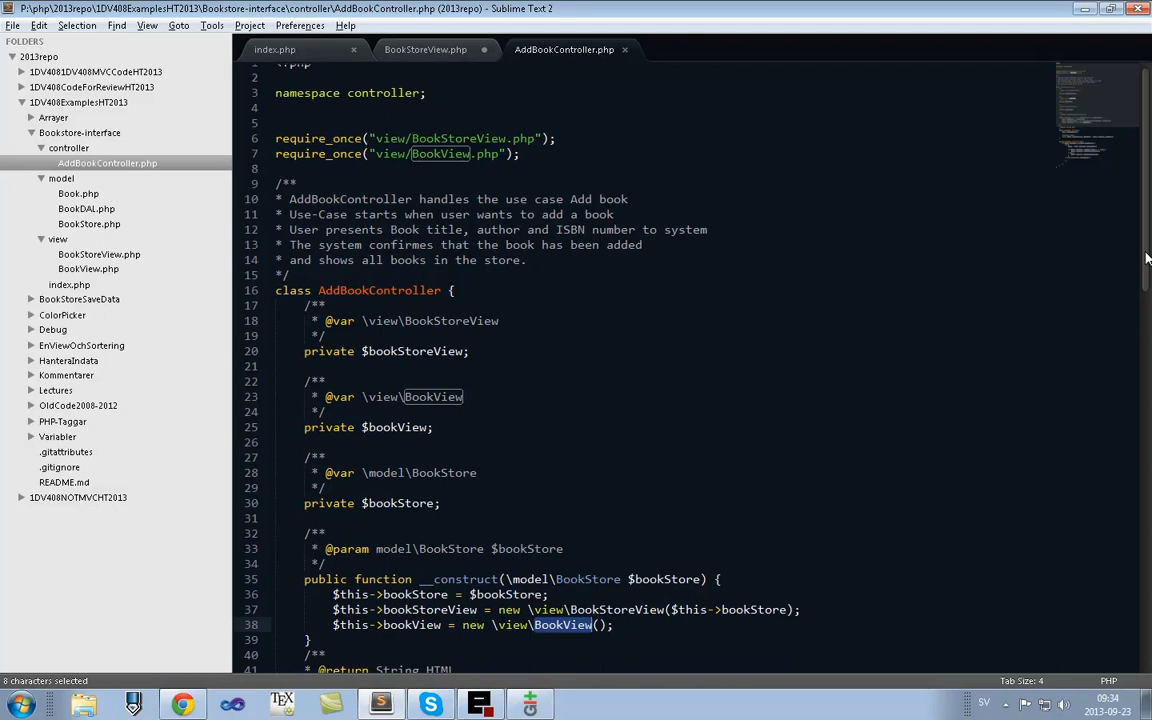 P:\php\2013repo\1DV408ExamplesHT2013\Bookstore-interface\controller\AddBookController.php (2013repo) - Sublime Text 2
File Edit Selection Find View Goto Tools Project Preferences Help
FOLDERS
2013repo
1DV4081DV408MVCCodeHT2013
1DV408CodeForReviewHT2013
1DV408ExamplesHT2013
Arrayer
Bookstore-interface
controller
AddBookController.php
model
Book.php
BookDAL.php
BookStore.php
view
BookStoreView.php
BookView.php
index.php
BookStoreSaveData
ColorPicker
Debug
EnViewOchSortering
HanteraIndata
Kommentarer
Lectures
OldCode2008-2012
PHP-Taggar
Variabler
.gitattributes
.gitignore
README.md
1DV408NOTMVCHT2013
index.php × BookStoreView.php AddBookController.php ×
1 <?php
2
3 namespace controller;
4
5
6 require_once("view/BookStoreView.php");
7 require_once("view/BookView.php");
8
9 /**
10 * AddBookController handles the use case Add book
11 * Use-Case starts when user wants to add a book
12 * User presents Book title, author and ISBN number to system
13 * The system confirmes that the book has been added
14 * and shows all books in the store.
15 */
16 class AddBookController {
17 /**
18 * @var \view\BookStoreView
19 */
20 private $bookStoreView;
21
22 /**
23 * @var \view\BookView
24 */
25 private $bookView;
26
27 /**
28 * @var \model\BookStore
29 */
30 private $bookStore;
31
32 /**
33 * @param model\BookStore $bookStore
34 */
35 public function __construct(\model\BookStore $bookStore) {
36 $this->bookStore = $bookStore;
37 $this->bookStoreView = new \view\BookStoreView($this->bookStore);
38 $this->bookView = new \view\BookView();
39 }
40 /**
41 * @return String HTML
8 characters selected
Tab Size: 4 PHP
SV
09:34
2013-09-23